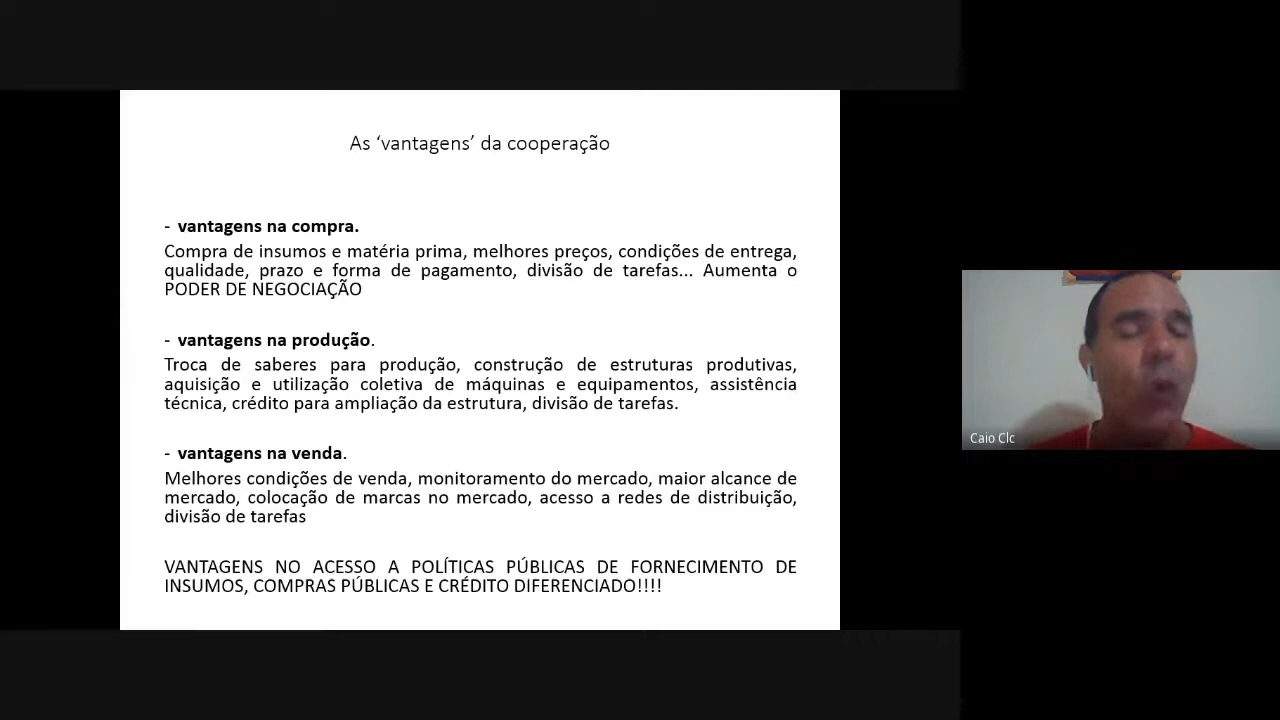 As ‘vantagens’ da cooperação
- vantagens na compra.
Compra de insumos e matéria prima, melhores preços, condições de entrega,
qualidade, prazo e forma de pagamento, divisão de tarefas... Aumenta o
PODER DE NEGOCIAÇÃO
- vantagens na produção.
Troca de saberes para produção, construção de estruturas produtivas,
aquisição e utilização coletiva de máquinas e equipamentos, assistência
técnica, crédito para ampliação da estrutura, divisão de tarefas.
- vantagens na venda.
Melhores condições de venda, monitoramento do mercado, maior alcance de
mercado, colocação de marcas no mercado, acesso a redes de distribuição,
divisão de tarefas
VANTAGENS NO ACESSO A POLÍTICAS PÚBLICAS DE FORNECIMENTO DE
INSUMOS, COMPRAS PÚBLICAS E CRÉDITO DIFERENCIADO!!!!
Caio Clc